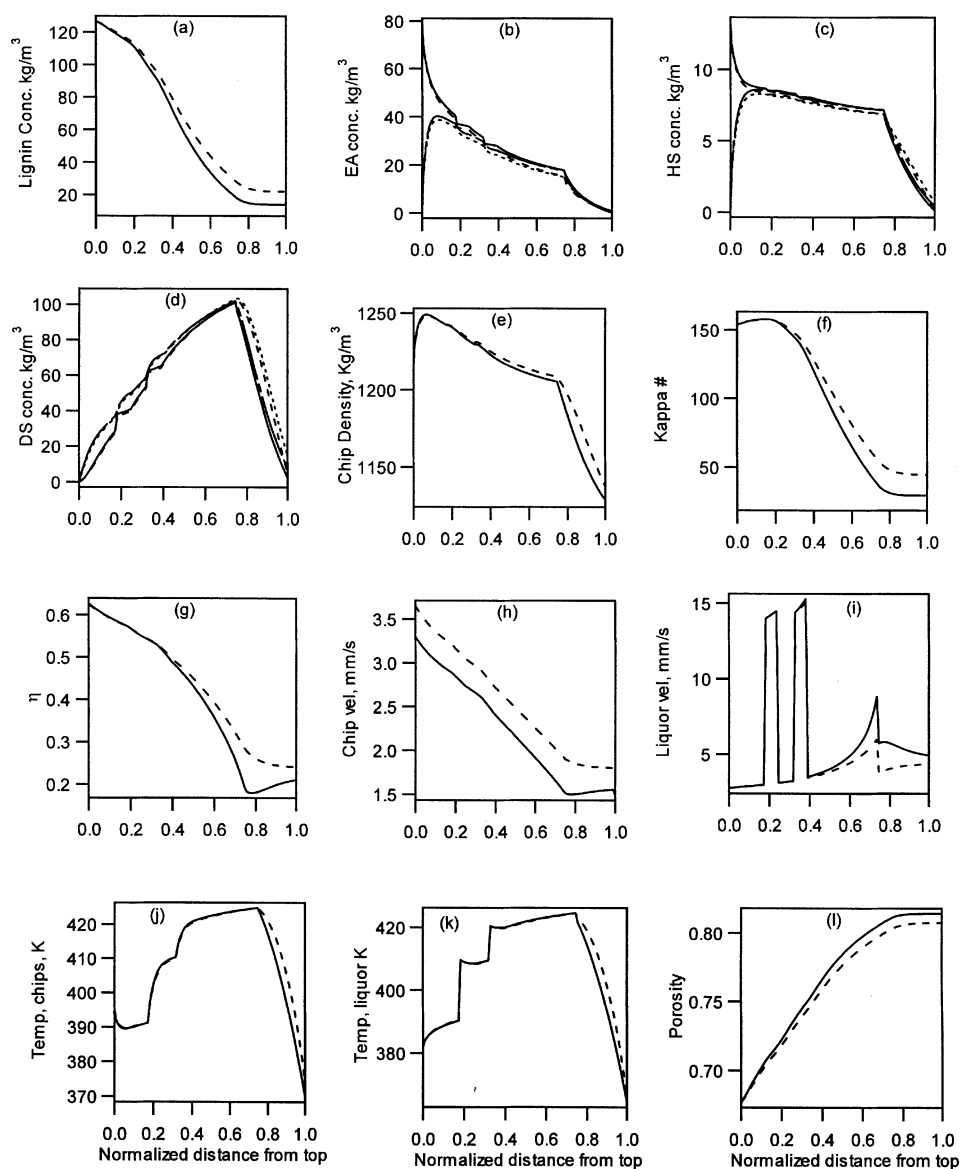 (a)
Lignin Conc. kg/m3
120
100
80
60
40
20
0.0 0.2 0.4 0.6 0.8 1.0
(b)
EA conc. kg/m3
80
60
40
20
0
0.0 0.2 0.4 0.6 0.8 1.0
(c)
HS conc. kg/m3
10
5
0
0.0 0.2 0.4 0.6 0.8 1.0
(d)
DS conc. kg/m3
100
80
60
40
20
0
0.0 0.2 0.4 0.6 0.8 1.0
(e)
Chip Density, Kg/m3
1250
1200
1150
0.0 0.2 0.4 0.6 0.8 1.0
(f)
Kappa #
150
100
50
0.0 0.2 0.4 0.6 0.8 1.0
(g)
η
0.6
0.5
0.4
0.3
0.2
0.0 0.2 0.4 0.6 0.8 1.0
(h)
Chip vel, mm/s
3.5
3.0
2.5
2.0
1.5
0.0 0.2 0.4 0.6 0.8 1.0
(i)
Liquor vel, mm/s
15
10
5
0.0 0.2 0.4 0.6 0.8 1.0
(j)
Temp, chips, K
420
410
400
390
380
370
0.0 0.2 0.4 0.6 0.8 1.0
Normalized distance from top
(k)
Temp, liquor K
420
400
380
0.0 0.2 0.4 0.6 0.8 1.0
Normalized distance from top
(l)
Porosity
0.80
0.75
0.70
0.0 0.2 0.4 0.6 0.8 1.0
Normalized distance from top